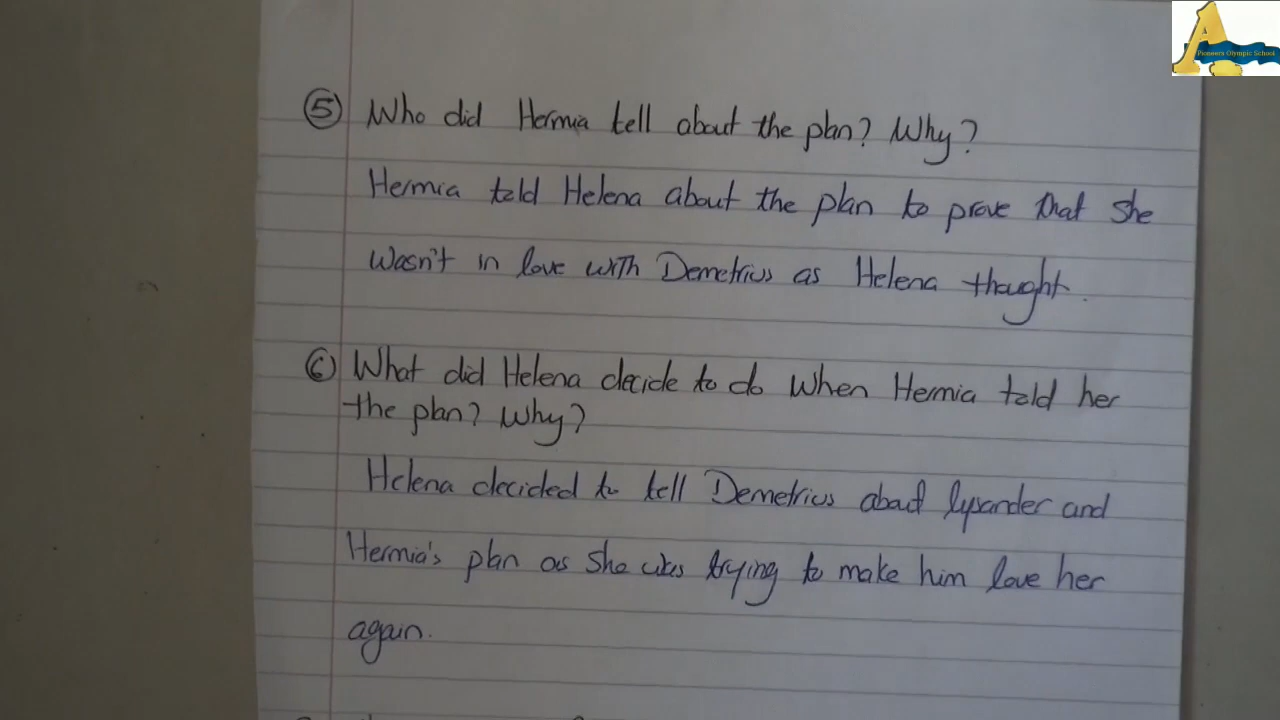 Pioneers Olympic School
5 Who did Hermia tell about the plan? Why?
Hermia told Helena about the plan to prove that she
wasn't in love with Demetrius as Helena thought.
6 What did Helena decide to do when Hermia told her
the plan? Why?
Helena decided to tell Demetrius about lysander and
Hermia's plan as she was trying to make him love her
again.